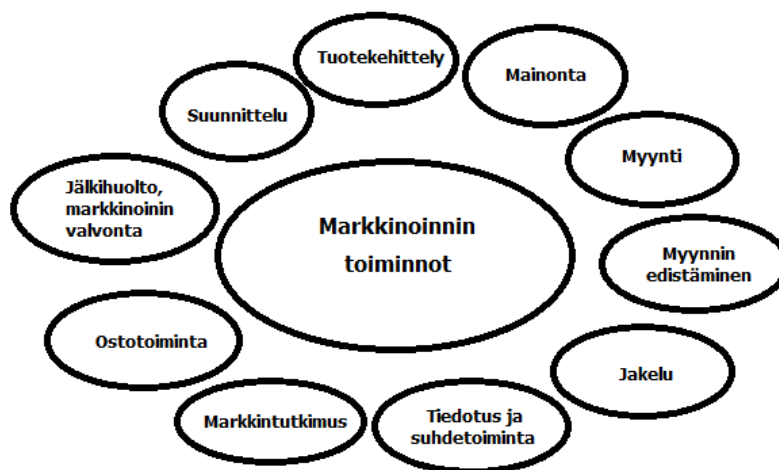 Tuotekehittely
Mainonta
Suunnittelu
Myynti
Jälkihuolto,
markkinoinin
valvonta
Markkinoinnin
toiminnot
Myynnin
edistäminen
Ostotoiminta
Jakelu
Markkintutkimus
Tiedotus ja
suhdetoiminta